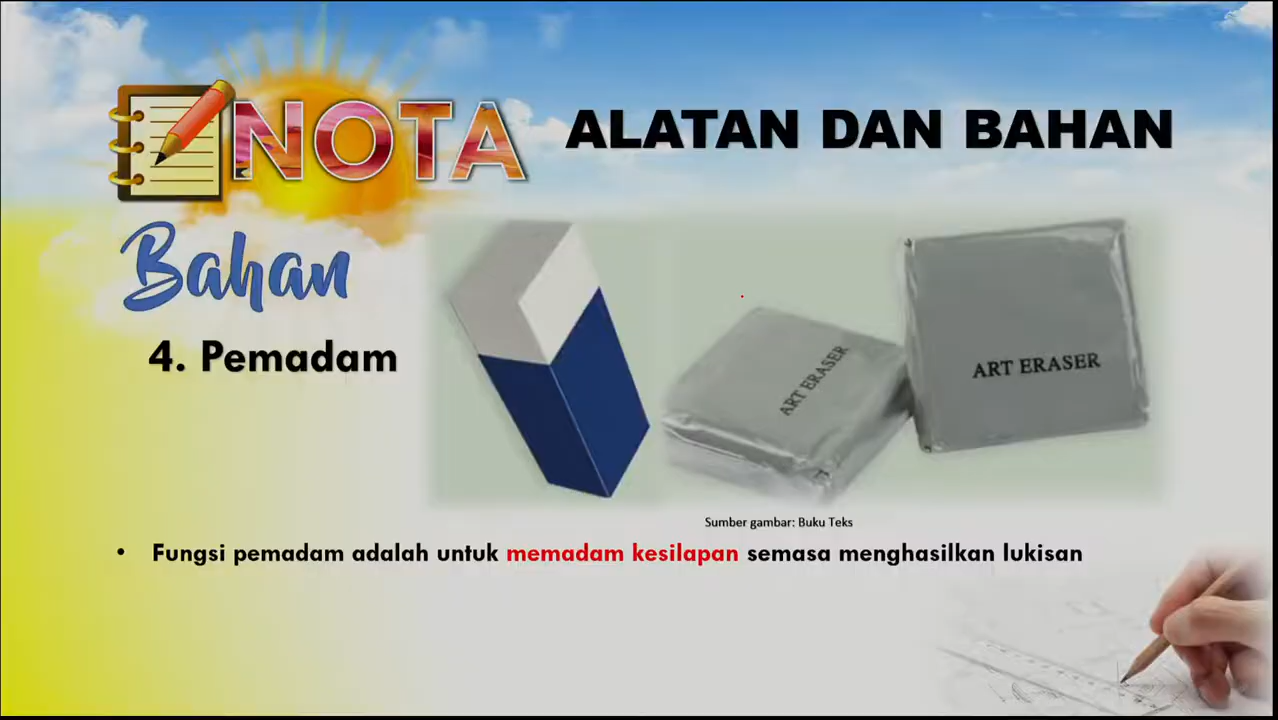 NOTA ALATAN DAN BAHAN
Bahan
4. Pemadam
ART ERASER
ART ERASER
Sumber gambar: Buku Teks
• Fungsi pemadam adalah untuk memadam kesilapan semasa menghasilkan lukisan